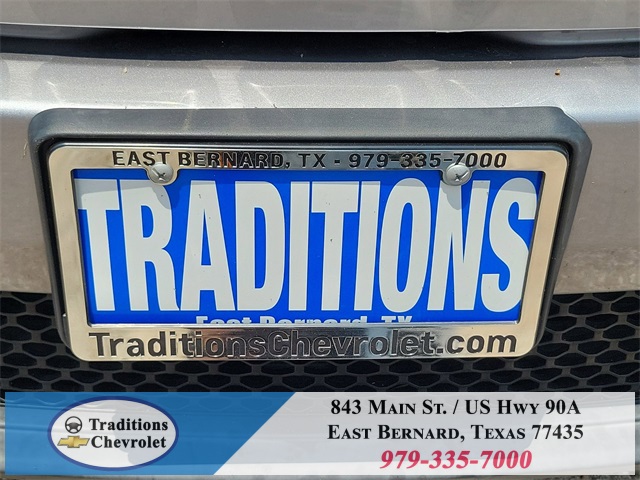 EAST BERNARD, TX - 979-335-7000
TRADITIONS
East Bernard, TX
TraditionsChevrolet.com
Traditions
Chevrolet
843 MAIN ST. / US HWY 90A
EAST BERNARD, TEXAS 77435
979-335-7000